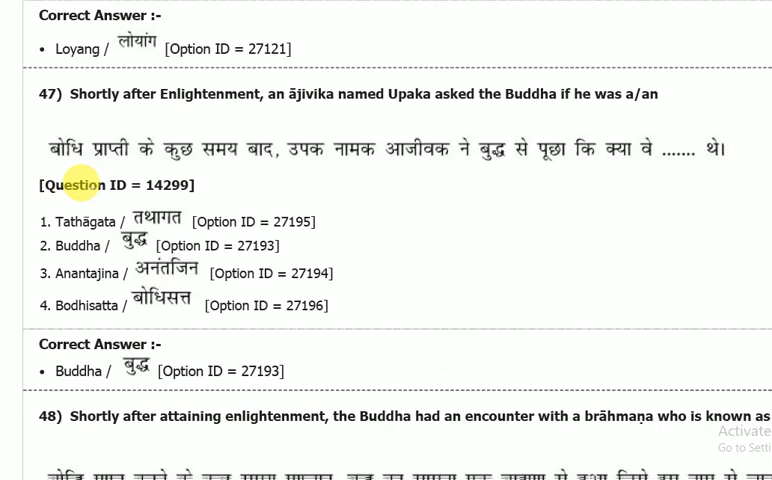 Correct Answer :-
• Loyang / लोयांग [Option ID = 27121]
47) Shortly after Enlightenment, an ājivika named Upaka asked the Buddha if he was a/an
बोधि प्राप्ती के कुछ समय बाद, उपक नामक आजीवक ने बुद्ध से पूछा कि क्या वे ....... थे।
[Question ID = 14299]
1. Tathāgata / तथागत [Option ID = 27195]
2. Buddha / बुद्ध [Option ID = 27193]
3. Anantajina / अनंतजिन [Option ID = 27194]
4. Bodhisatta / बोधिसत्त [Option ID = 27196]
Correct Answer :-
• Buddha / बुद्ध [Option ID = 27193]
48) Shortly after attaining enlightenment, the Buddha had an encounter with a brāhmaṇa who is known as
Activate
Go to Setti